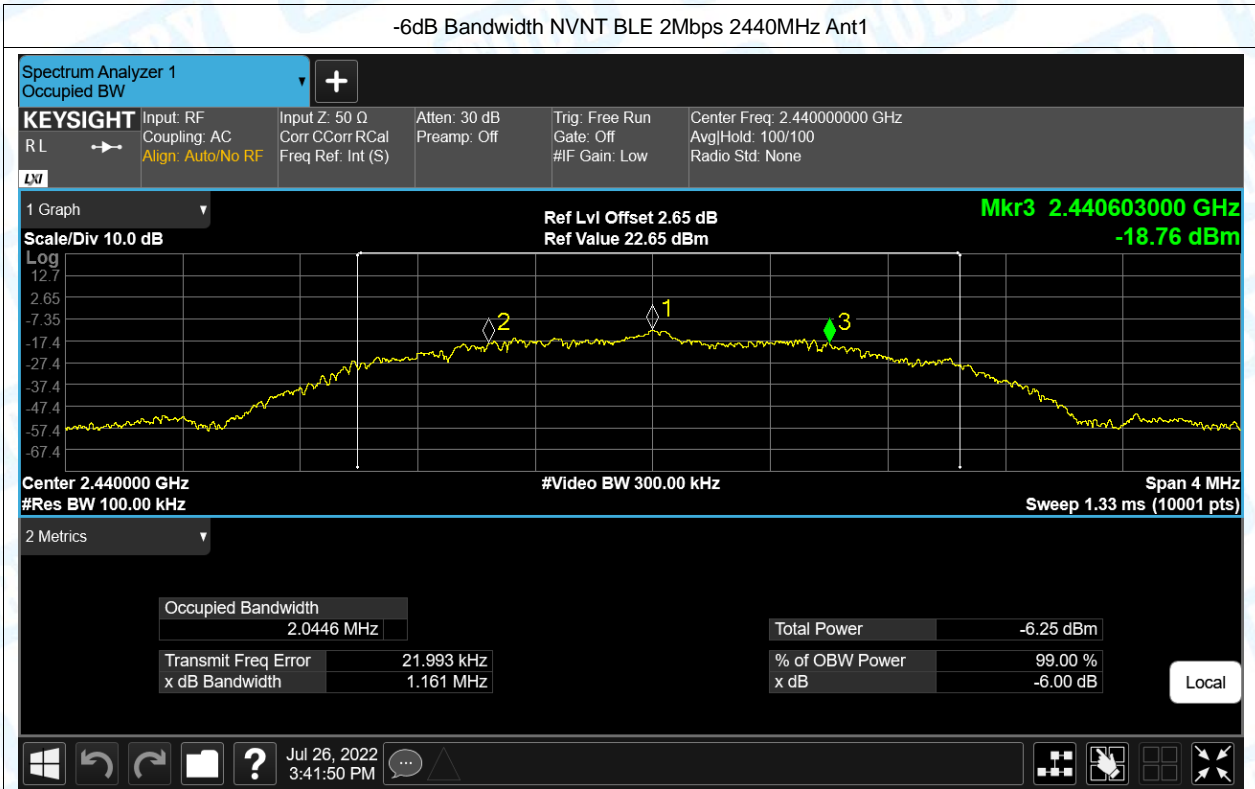 -6dB Bandwidth NVNT BLE 2Mbps 2440MHz Ant1
Spectrum Analyzer 1
Occupied BW
+
KEYSIGHT
R L
LXI
Input: RF
Coupling: AC
Align: Auto/No RF
Input Z: 50 Ω
Corr CCorr RCal
Freq Ref: Int (S)
Atten: 30 dB
Preamp: Off
Trig: Free Run
Gate: Off
#IF Gain: Low
Center Freq: 2.440000000 GHz
Avg|Hold: 100/100
Radio Std: None
1 Graph
Scale/Div 10.0 dB
Ref Lvl Offset 2.65 dB
Ref Value 22.65 dBm
Mkr3 2.440603000 GHz
-18.76 dBm
Log
12.7
2.65
-7.35
-17.4
-27.4
-37.4
-47.4
-57.4
-67.4
2
1
3
Center 2.440000 GHz
#Res BW 100.00 kHz
#Video BW 300.00 kHz
Span 4 MHz
Sweep 1.33 ms (10001 pts)
2 Metrics
Occupied Bandwidth
2.0446 MHz
Transmit Freq Error 21.993 kHz
x dB Bandwidth 1.161 MHz
Total Power -6.25 dBm
% of OBW Power 99.00 %
x dB -6.00 dB
Local
?
Jul 26, 2022
3:41:50 PM